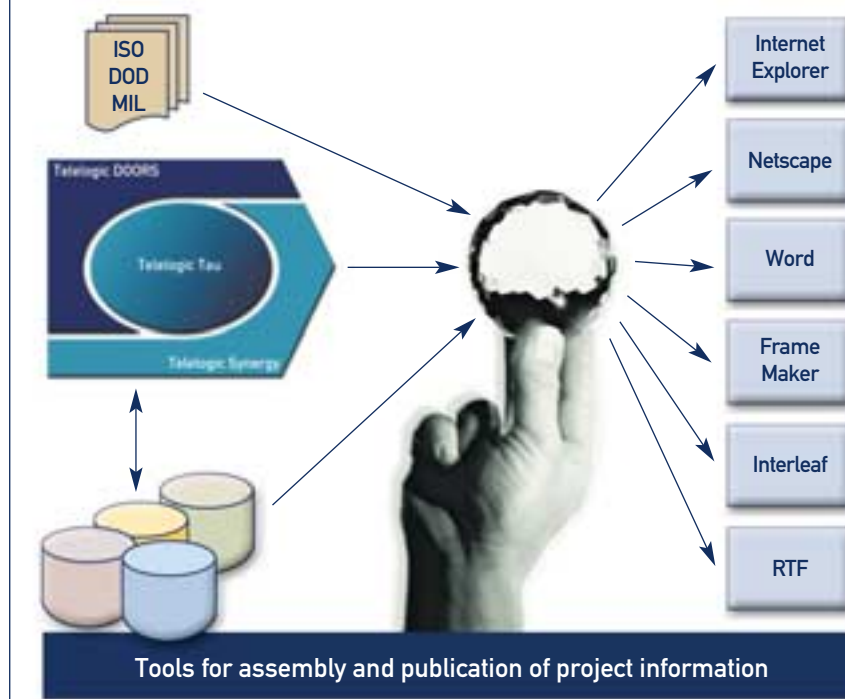 ISO
DOD
MIL
Telelogic DOORS
Telelogic Tau
Telelogic Synergy
Internet
Explorer
Netscape
Word
Frame
Maker
Interleaf
RTF
Tools for assembly and publication of project information